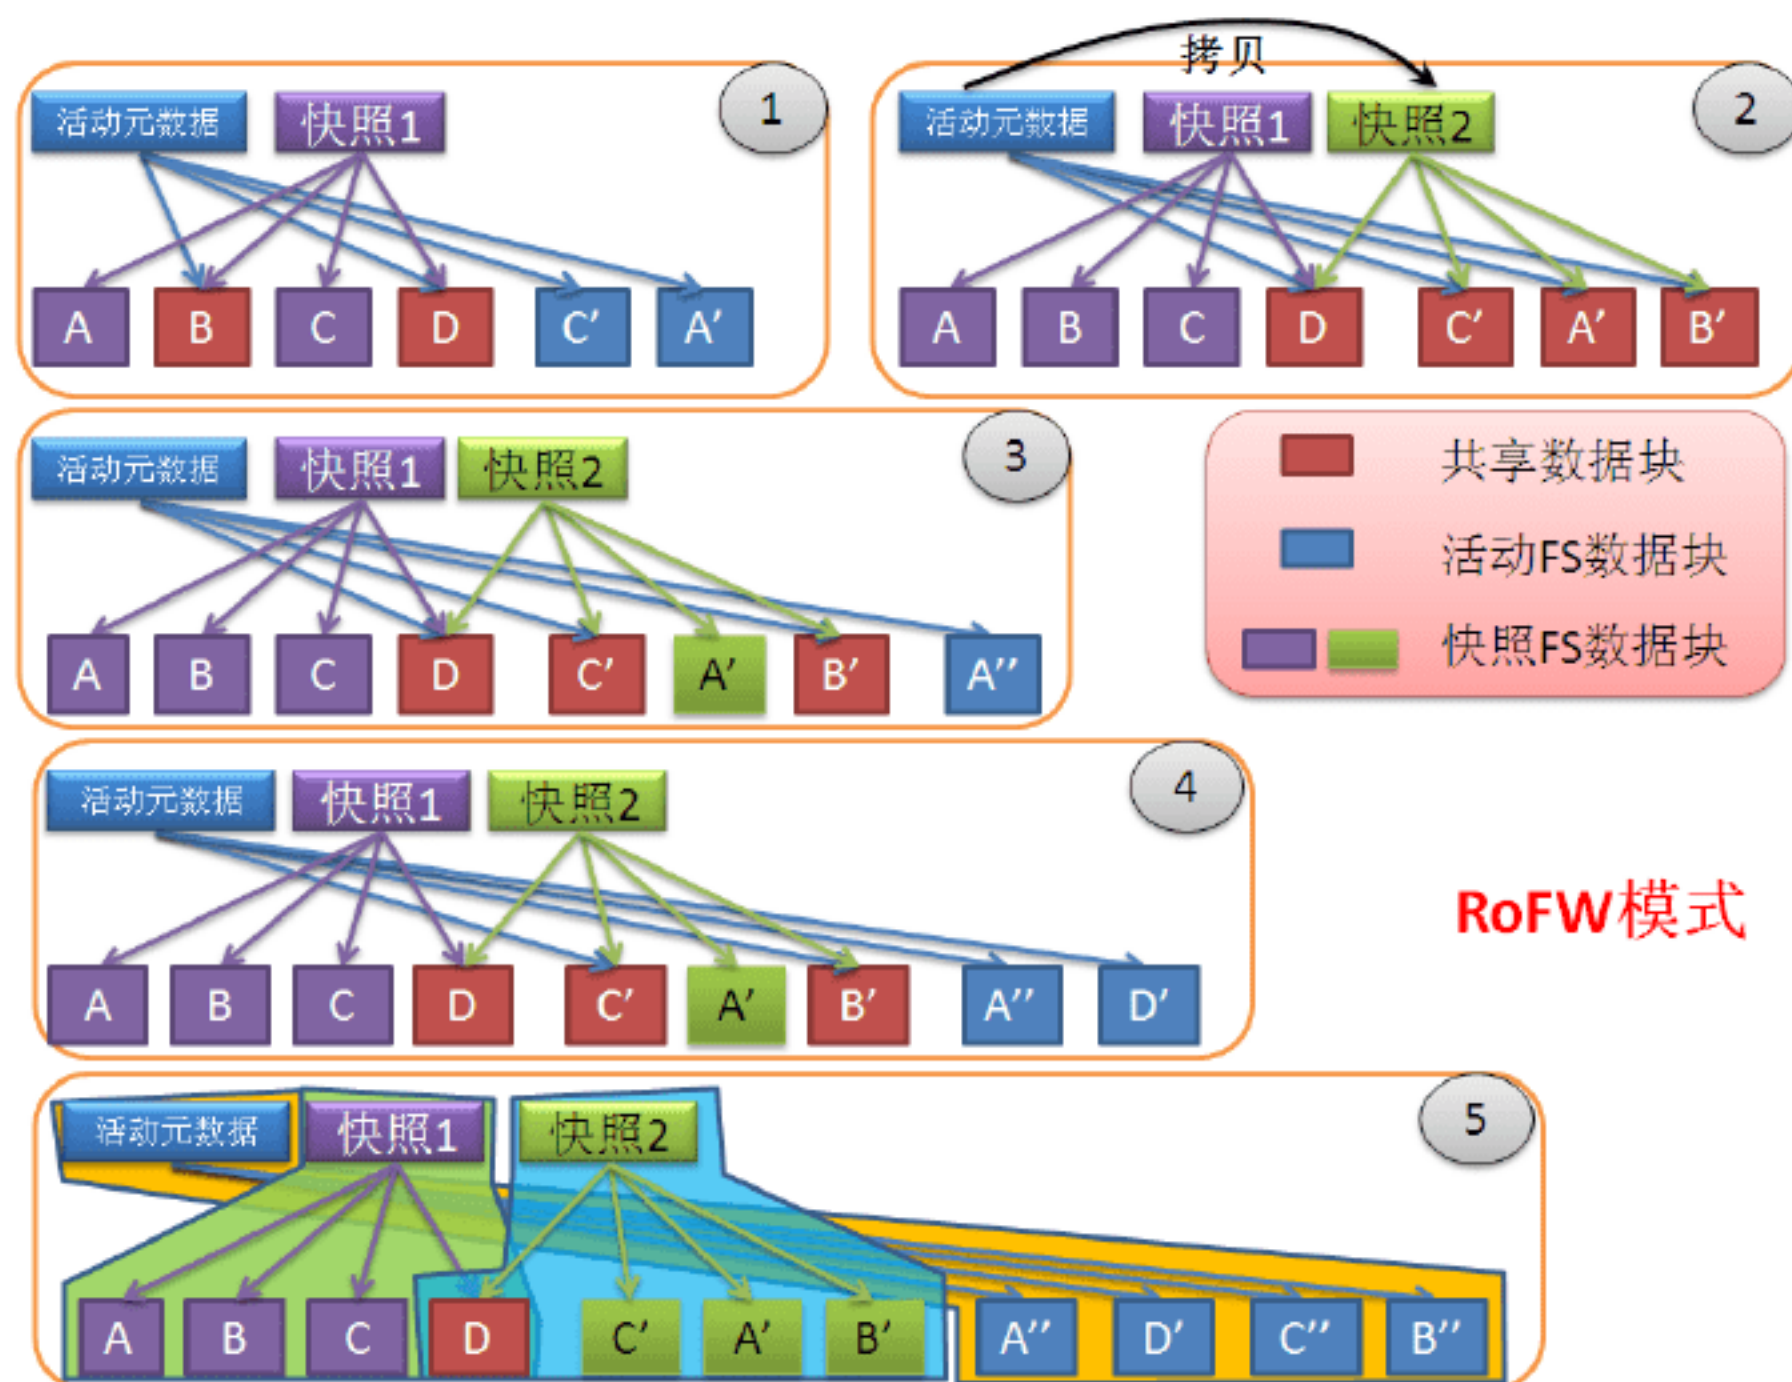 拷贝
活动元数据 快照1 1
A B C D C′ A′
活动元数据 快照1 快照2 2
A B C D C′ A′ B′
活动元数据 快照1 快照2 3
A B C D C′ A′ B′ A′′
共享数据块
活动FS数据块
快照FS数据块
活动元数据 快照1 快照2 4
A B C D C′ A′ B′ A′′ D′
RoFW模式
活动元数据 快照1 快照2 5
A B C D C′ A′ B′ A′′ D′ C′′ B′′